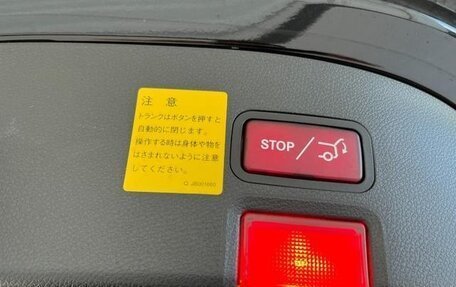 注 意
トランクはボタンを押すと
自動的に閉じます。
操作する時は身体や物を
はさまれないように注意
してください。
STOP /